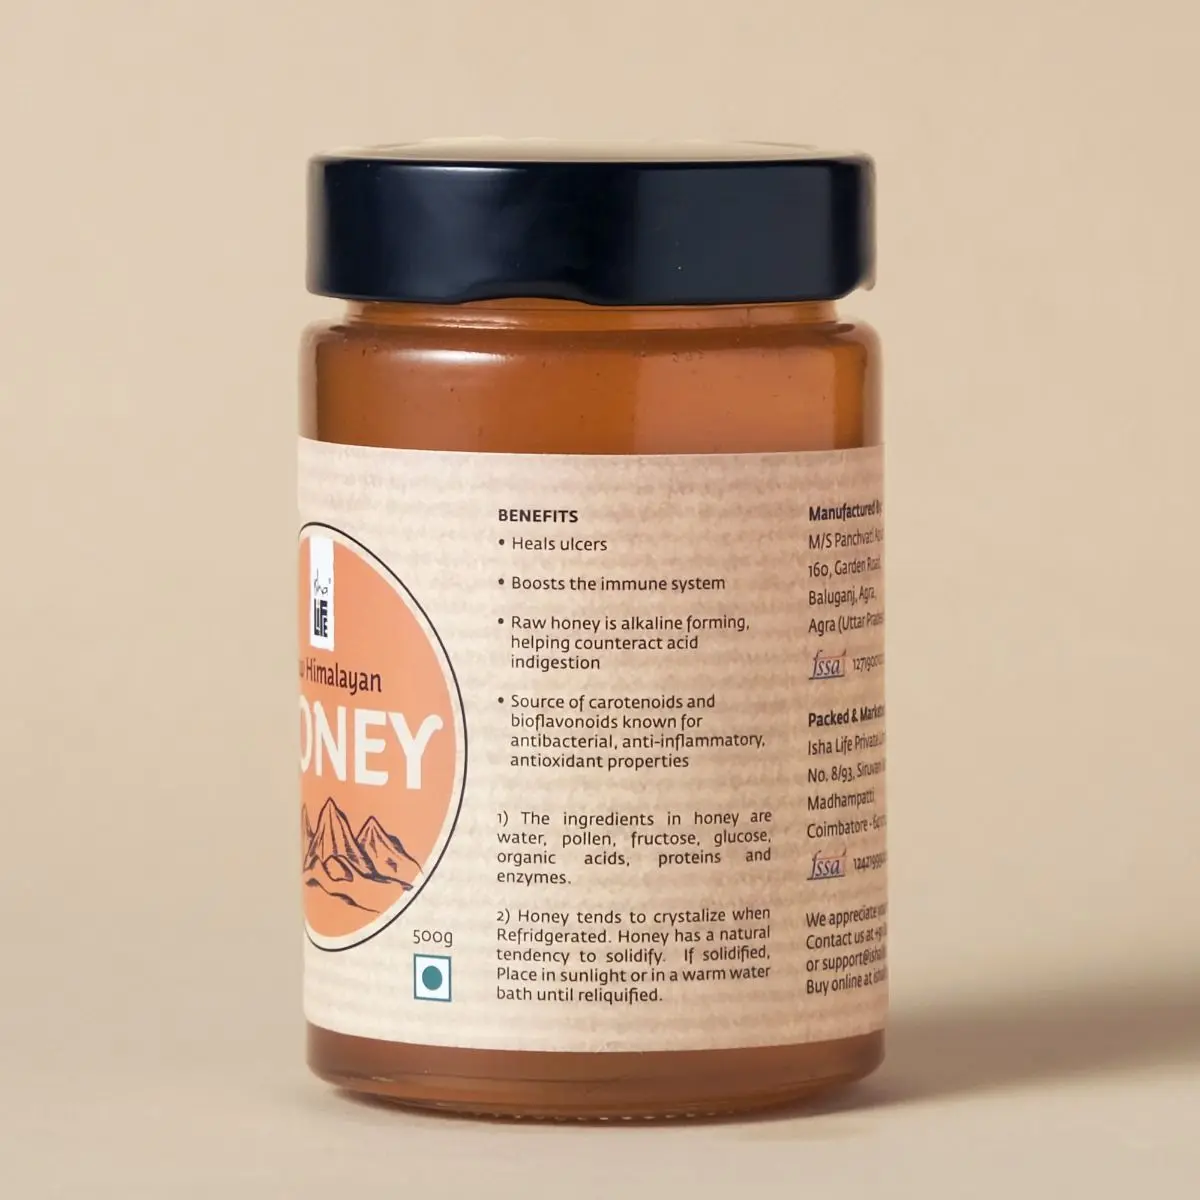 isha
LIFE
Himalayan
HONEY
500g
BENEFITS
• Heals ulcers
• Boosts the immune system
• Raw honey is alkaline forming,
helping counteract acid
indigestion
• Source of carotenoids and
bioflavonoids known for
antibacterial, anti-inflammatory,
antioxidant properties
1) The ingredients in honey are
water, pollen, fructose, glucose,
organic acids, proteins and
enzymes.
2) Honey tends to crystalize when
Refridgerated. Honey has a natural
tendency to solidify. If solidified,
Place in sunlight or in a warm water
bath until reliquified.
Manufactured
M/S Panchvati
160, Garden Road,
Baluganj, Agra,
Agra (Uttar
fssai
Packed &
Isha Life Private
No. 8/93,
Madhampatti,
Coimbatore -
fssai
We appreciate
Contact us at
or
Buy online at